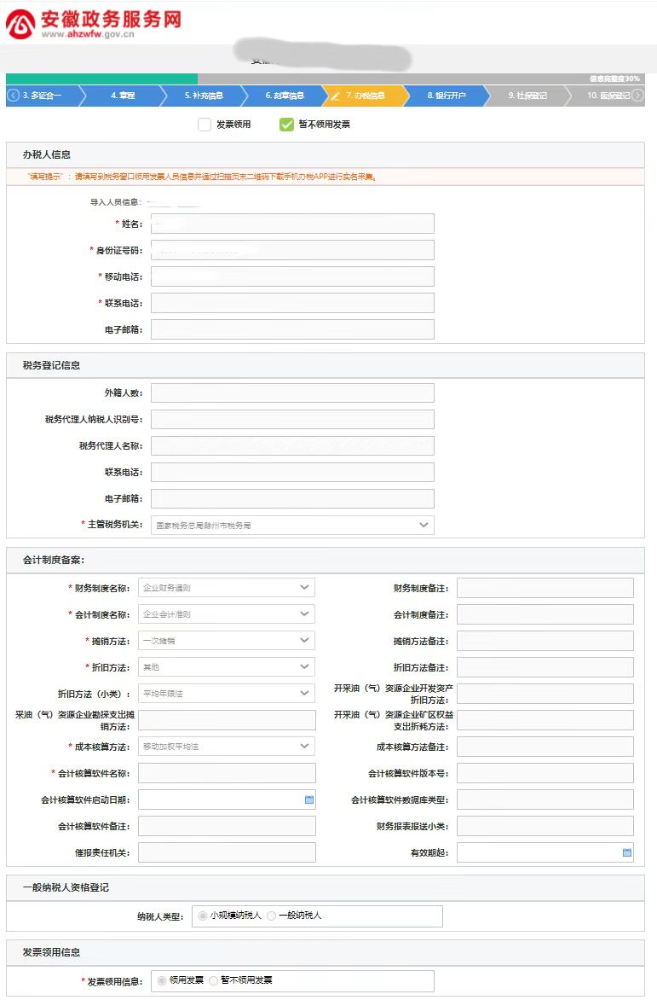 安徽政务服务网
www.ahzwfw.gov.cn
信息完整度30%
3. 多证合一
4. 章程
5. 补充信息
6. 刻章信息
7. 办税信息
8. 银行开户
9. 社保登记
10. 医保登记
发票领用
暂不领用发票
办税人信息
"填写提示"：请填写到税务窗口领用发票人员信息并通过扫描页末二维码下载手机办税APP进行实名采集。
导入人员信息：
* 姓名：
* 身份证号码：
* 移动电话：
* 联系电话：
电子邮箱：
税务登记信息
外籍人数：
税务代理人纳税人识别号：
税务代理人名称：
联系电话：
电子邮箱：
* 主管税务机关： 国家税务总局滁州市税务局
会计制度备案：
* 财务制度名称： 企业财务通则 财务制度备注：
* 会计制度名称： 企业会计准则 会计制度备注：
* 摊销方法： 一次摊销 摊销方法备注：
* 折旧方法： 其他 折旧方法备注：
折旧方法（小类）： 平均年限法 开采油（气）资源企业开发资产
折旧方法：
采油（气）资源企业勘探支出摊
销方法：
开采油（气）资源企业矿区权益
支出折耗方法：
* 成本核算方法： 移动加权平均法 成本核算方法备注：
* 会计核算软件名称： 会计核算软件版本号：
会计核算软件启动日期： 会计核算软件数据库类型：
会计核算软件备注： 财务报表报送小类：
催报责任机关： 有效期起：
一般纳税人资格登记
纳税人类型： 小规模纳税人 一般纳税人
发票领用信息
* 发票领用信息： 领用发票 暂不领用发票